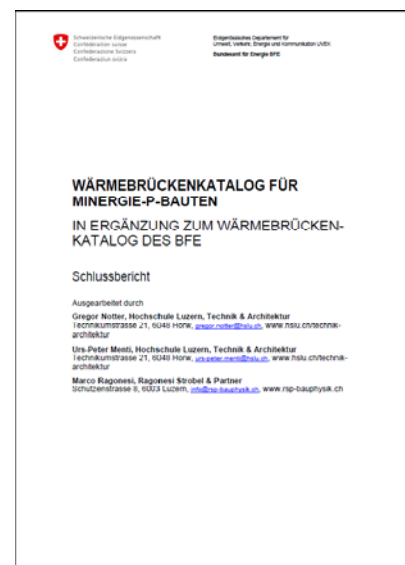 Schweizerische Eidgenossenschaft
Confédération suisse
Confederazione Svizzera
Confederaziun svizra
Eidgenössisches Departement für
Umwelt, Verkehr, Energie und Kommunikation UVEK
Bundesamt für Energie BFE
WÄRMEBRÜCKENKATALOG FÜR
MINERGIE-P-BAUTEN
IN ERGÄNZUNG ZUM WÄRMEBRÜCKEN-
KATALOG DES BFE
Schlussbericht
Ausgearbeitet durch
Gregor Notter, Hochschule Luzern, Technik & Architektur
Technikumstrasse 21, 6048 Horw, gregor.notter@hslu.ch, www.hslu.ch/technik-
architektur
Urs-Peter Menti, Hochschule Luzern, Technik & Architektur
Technikumstrasse 21, 6048 Horw, urs-peter.menti@hslu.ch, www.hslu.ch/technik-
architektur
Marco Ragonesi, Ragonesi Strobel & Partner
Schützenstrasse 8, 6003 Luzern, info@rsp-bauphysik.ch, www.rsp-bauphysik.ch